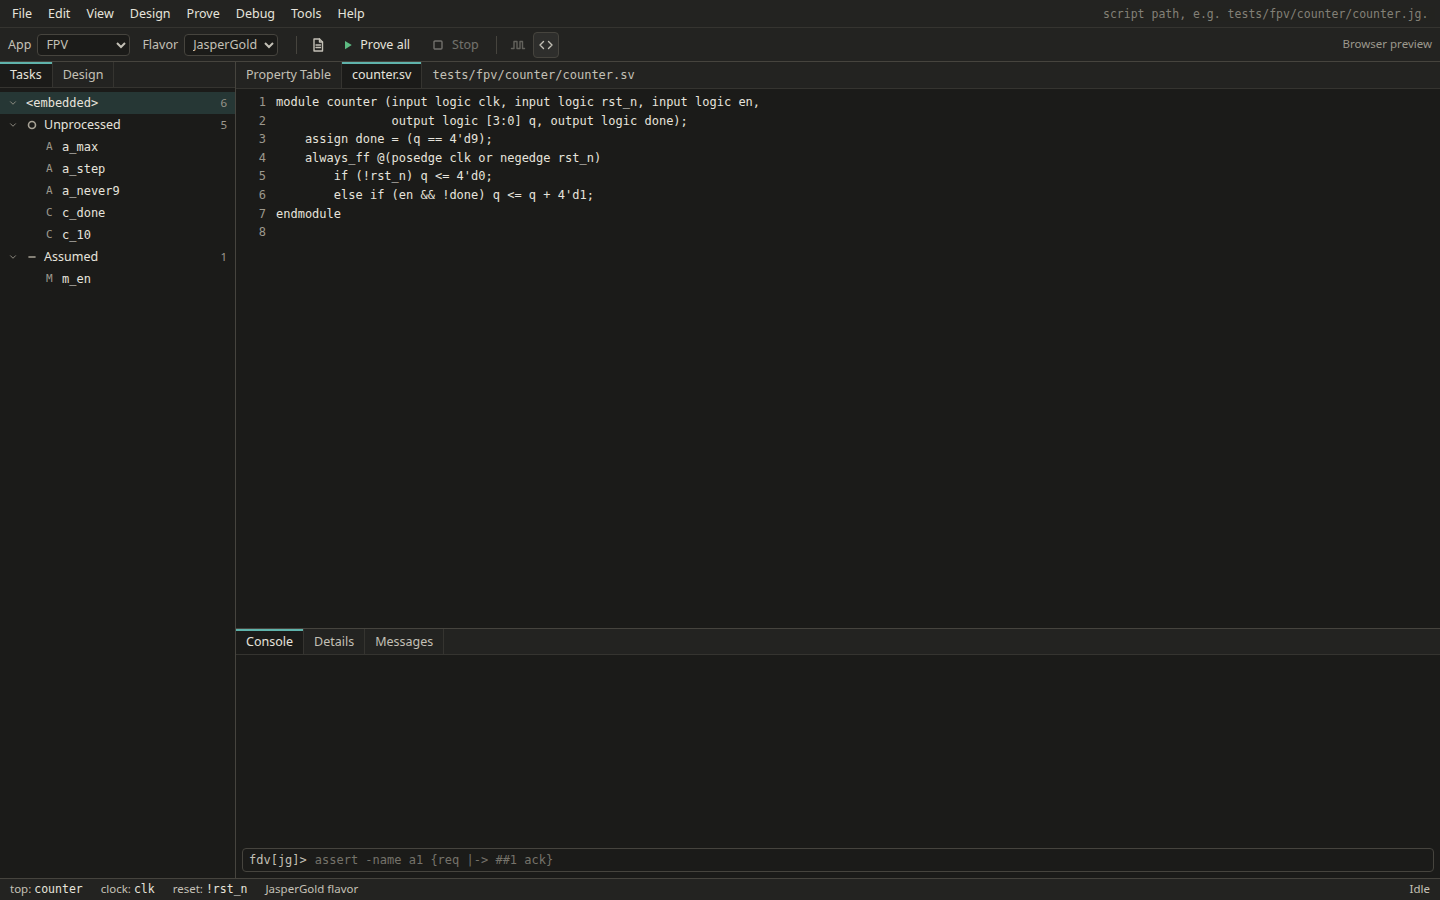 File Edit View Design Prove Debug Tools Help script path, e.g. tests/fpv/counter/counter.jg.
App FPV Flavor JasperGold Prove all Stop Browser preview
Tasks Design Property Table counter.sv tests/fpv/counter/counter.sv
<embedded> 6
Unprocessed 5
A a_max
A a_step
A a_never9
C c_done
C c_10
Assumed 1
M m_en
1 module counter (input logic clk, input logic rst_n, input logic en,
2 output logic [3:0] q, output logic done);
3 assign done = (q == 4'd9);
4 always_ff @(posedge clk or negedge rst_n)
5 if (!rst_n) q <= 4'd0;
6 else if (en && !done) q <= q + 4'd1;
7 endmodule
8
Console Details Messages
fdv[jg]> assert -name a1 {req |-> ##1 ack}
top: counter clock: clk reset: !rst_n JasperGold flavor Idle